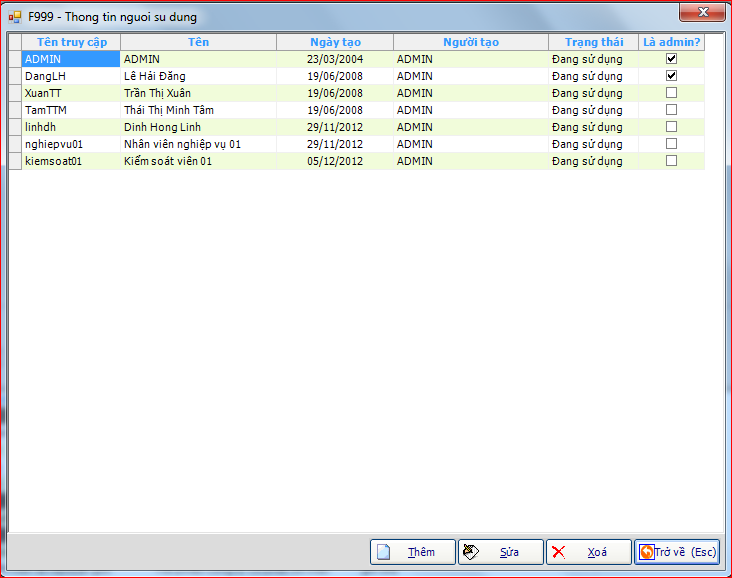 F999 - Thong tin nguoi su dung
Tên truy cập Tên Ngày tạo Người tạo Trạng thái Là admin?
ADMIN ADMIN 23/03/2004 ADMIN Đang sử dụng
DangLH Lê Hải Đăng 19/06/2008 ADMIN Đang sử dụng
XuanTT Trần Thị Xuân 19/06/2008 ADMIN Đang sử dụng
TamTTM Thái Thị Minh Tâm 19/06/2008 ADMIN Đang sử dụng
linhdh Dinh Hong Linh 29/11/2012 ADMIN Đang sử dụng
nghiepvu01 Nhân viên nghiệp vụ 01 29/11/2012 ADMIN Đang sử dụng
kiemsoat01 Kiểm soát viên 01 05/12/2012 ADMIN Đang sử dụng
Thêm Sửa Xoá Trở về (Esc)